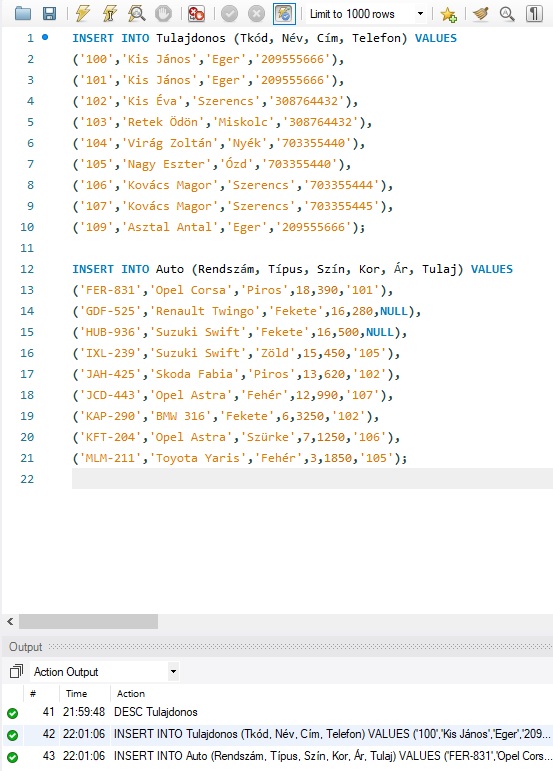 Limit to 1000 rows
1 INSERT INTO Tulajdonos (Tkód, Név, Cím, Telefon) VALUES
2 ('100','Kis János','Eger','209555666'),
3 ('101','Kis János','Eger','209555666'),
4 ('102','Kis Éva','Szerencs','308764432'),
5 ('103','Retek Ödön','Miskolc','308764432'),
6 ('104','Virág Zoltán','Nyék','703355440'),
7 ('105','Nagy Eszter','Ózd','703355440'),
8 ('106','Kovács Magor','Szerencs','703355444'),
9 ('107','Kovács Magor','Szerencs','703355445'),
10 ('109','Asztal Antal','Eger','209555666');
11
12 INSERT INTO Auto (Rendszám, Típus, Szín, Kor, Ár, Tulaj) VALUES
13 ('FER-831','Opel Corsa','Piros',18,390,'101'),
14 ('GDF-525','Renault Twingo','Fekete',16,280,NULL),
15 ('HUB-936','Suzuki Swift','Fekete',16,500,NULL),
16 ('IXL-239','Suzuki Swift','Zöld',15,450,'105'),
17 ('JAH-425','Skoda Fabia','Piros',13,620,'102'),
18 ('JCD-443','Opel Astra','Fehér',12,990,'107'),
19 ('KAP-290','BMW 316','Fekete',6,3250,'102'),
20 ('KFT-204','Opel Astra','Szürke',7,1250,'106'),
21 ('MLM-211','Toyota Yaris','Fehér',3,1850,'105');
22
Output
Action Output
# Time Action
41 21:59:48 DESC Tulajdonos
42 22:01:06 INSERT INTO Tulajdonos (Tkód, Név, Cím, Telefon) VALUES ('100','Kis János','Eger','209...
43 22:01:06 INSERT INTO Auto (Rendszám, Típus, Szín, Kor, Ár, Tulaj) VALUES ('FER-831','Opel Cors...